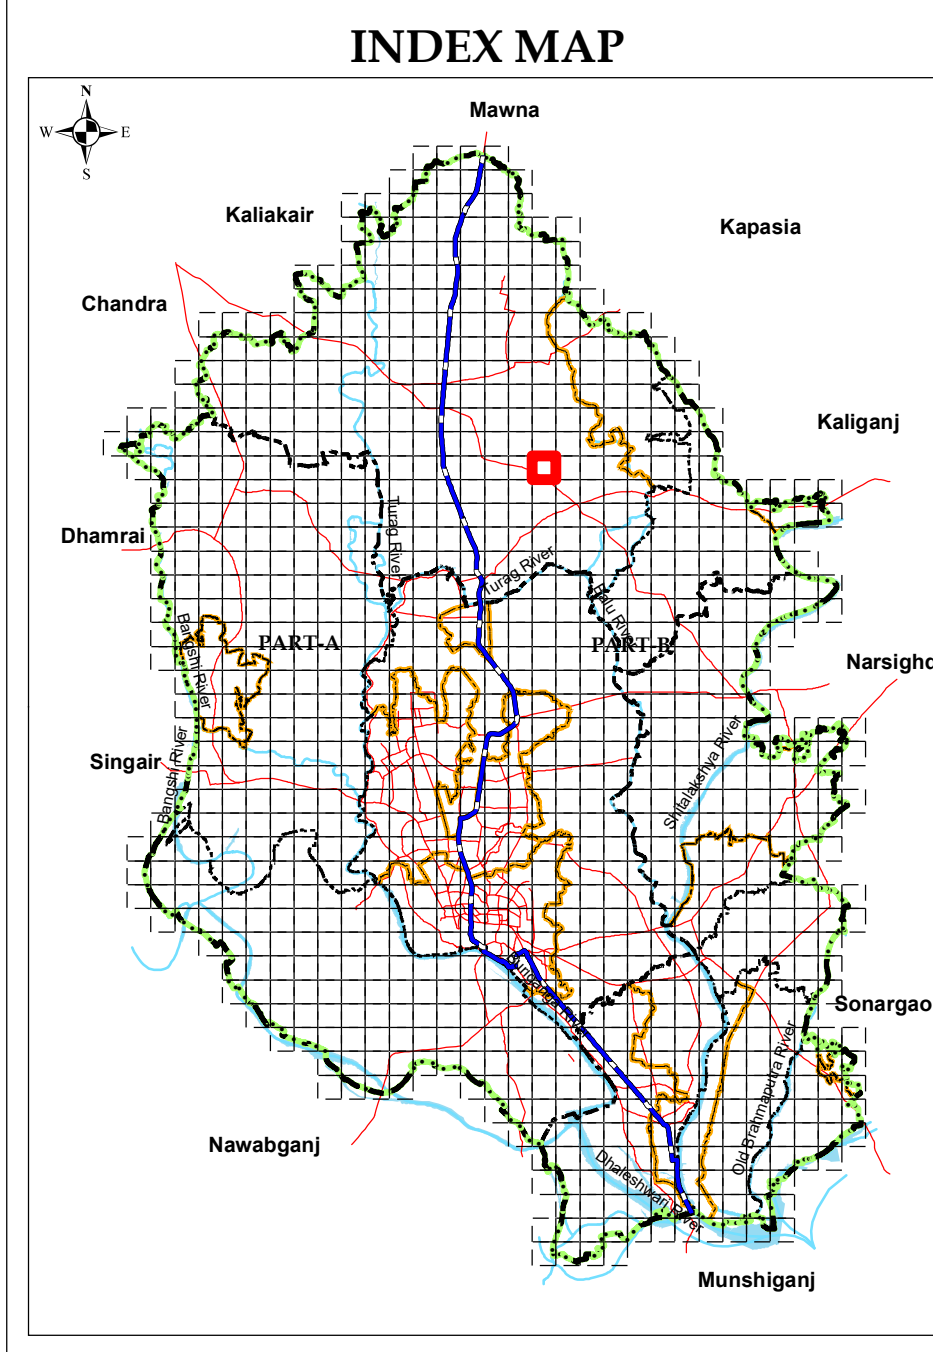 INDEX MAP
N
W E
S
Mawna
Kaliakair
Kapasia
Chandra
Kaliganj
Dhamrai
Turag River
Turag River
Balu River
Bangshi River
PART-A
PART-B
Narsighd
Singair
Bangshi River
Shitalakshya River
Buriganga River
Sonargao
Old Brahmaputra River
Nawabganj
Dhaleshwari River
Munshiganj